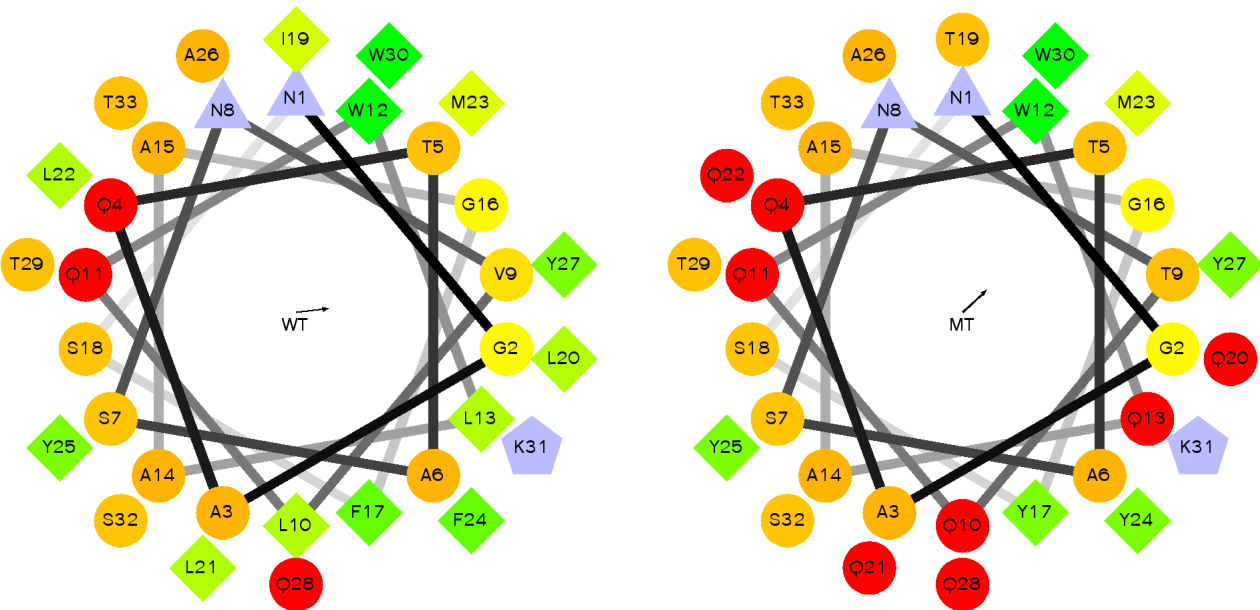 I19
A26
W30
N1
M23
N8
W12
T33
A15
T5
L22
Q4
G16
T29
Q11
V9
Y27
WT
S18
G2
L20
S7
L13
Y25
K31
A14
A6
A3
S32
L10
F17
F24
L21
Q28
T19
A26
W30
N1
M23
N8
W12
T33
A15
T5
Q22
Q4
G16
T29
Q11
T9
Y27
MT
S18
G2
Q20
S7
Q13
Y25
K31
A14
A6
A3
S32
Q10
Y17
Y24
Q21
Q28